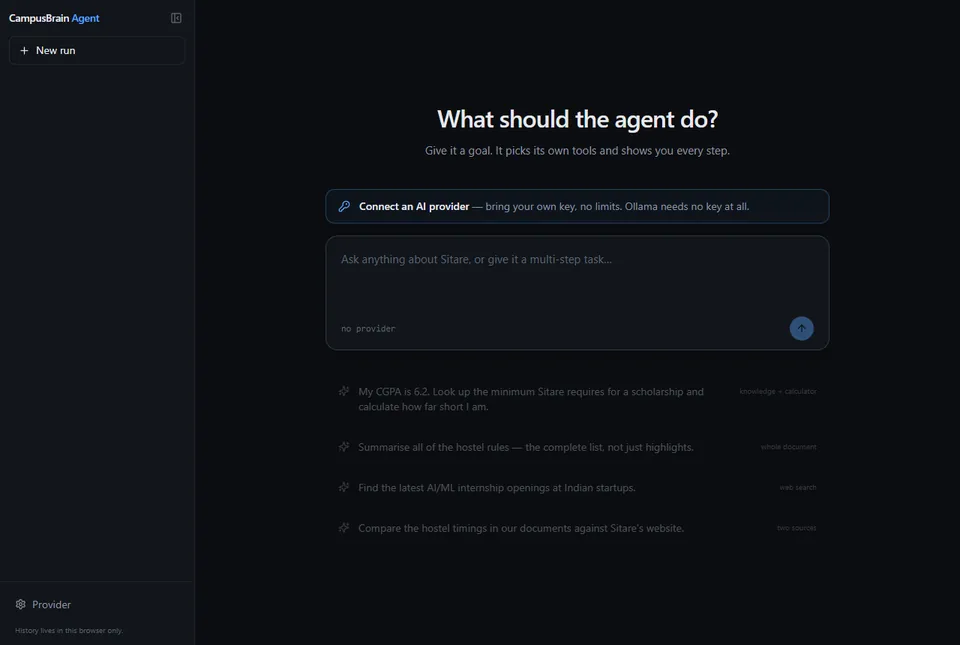 CampusBrain Agent
New run
What should the agent do?
Give it a goal. It picks its own tools and shows you every step.
Connect an AI provider — bring your own key, no limits. Ollama needs no key at all.
Ask anything about Sitare, or give it a multi-step task...
no provider
My CGPA is 6.2. Look up the minimum Sitare requires for a scholarship and
calculate how far short I am.
knowledge + calculator
Summarise all of the hostel rules — the complete list, not just highlights.
whole document
Find the latest AI/ML internship openings at Indian startups.
web search
Compare the hostel timings in our documents against Sitare's website.
two sources
Provider
History lives in this browser only.